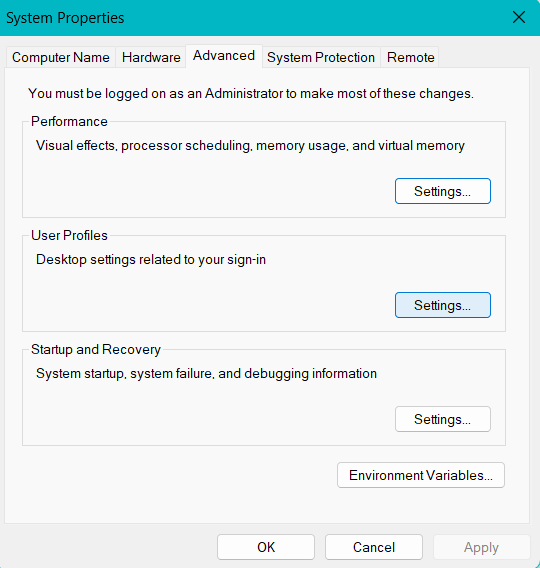 System Properties
Computer Name Hardware Advanced System Protection Remote
You must be logged on as an Administrator to make most of these changes.
Performance
Visual effects, processor scheduling, memory usage, and virtual memory
Settings...
User Profiles
Desktop settings related to your sign-in
Settings...
Startup and Recovery
System startup, system failure, and debugging information
Settings...
Environment Variables...
OK Cancel Apply